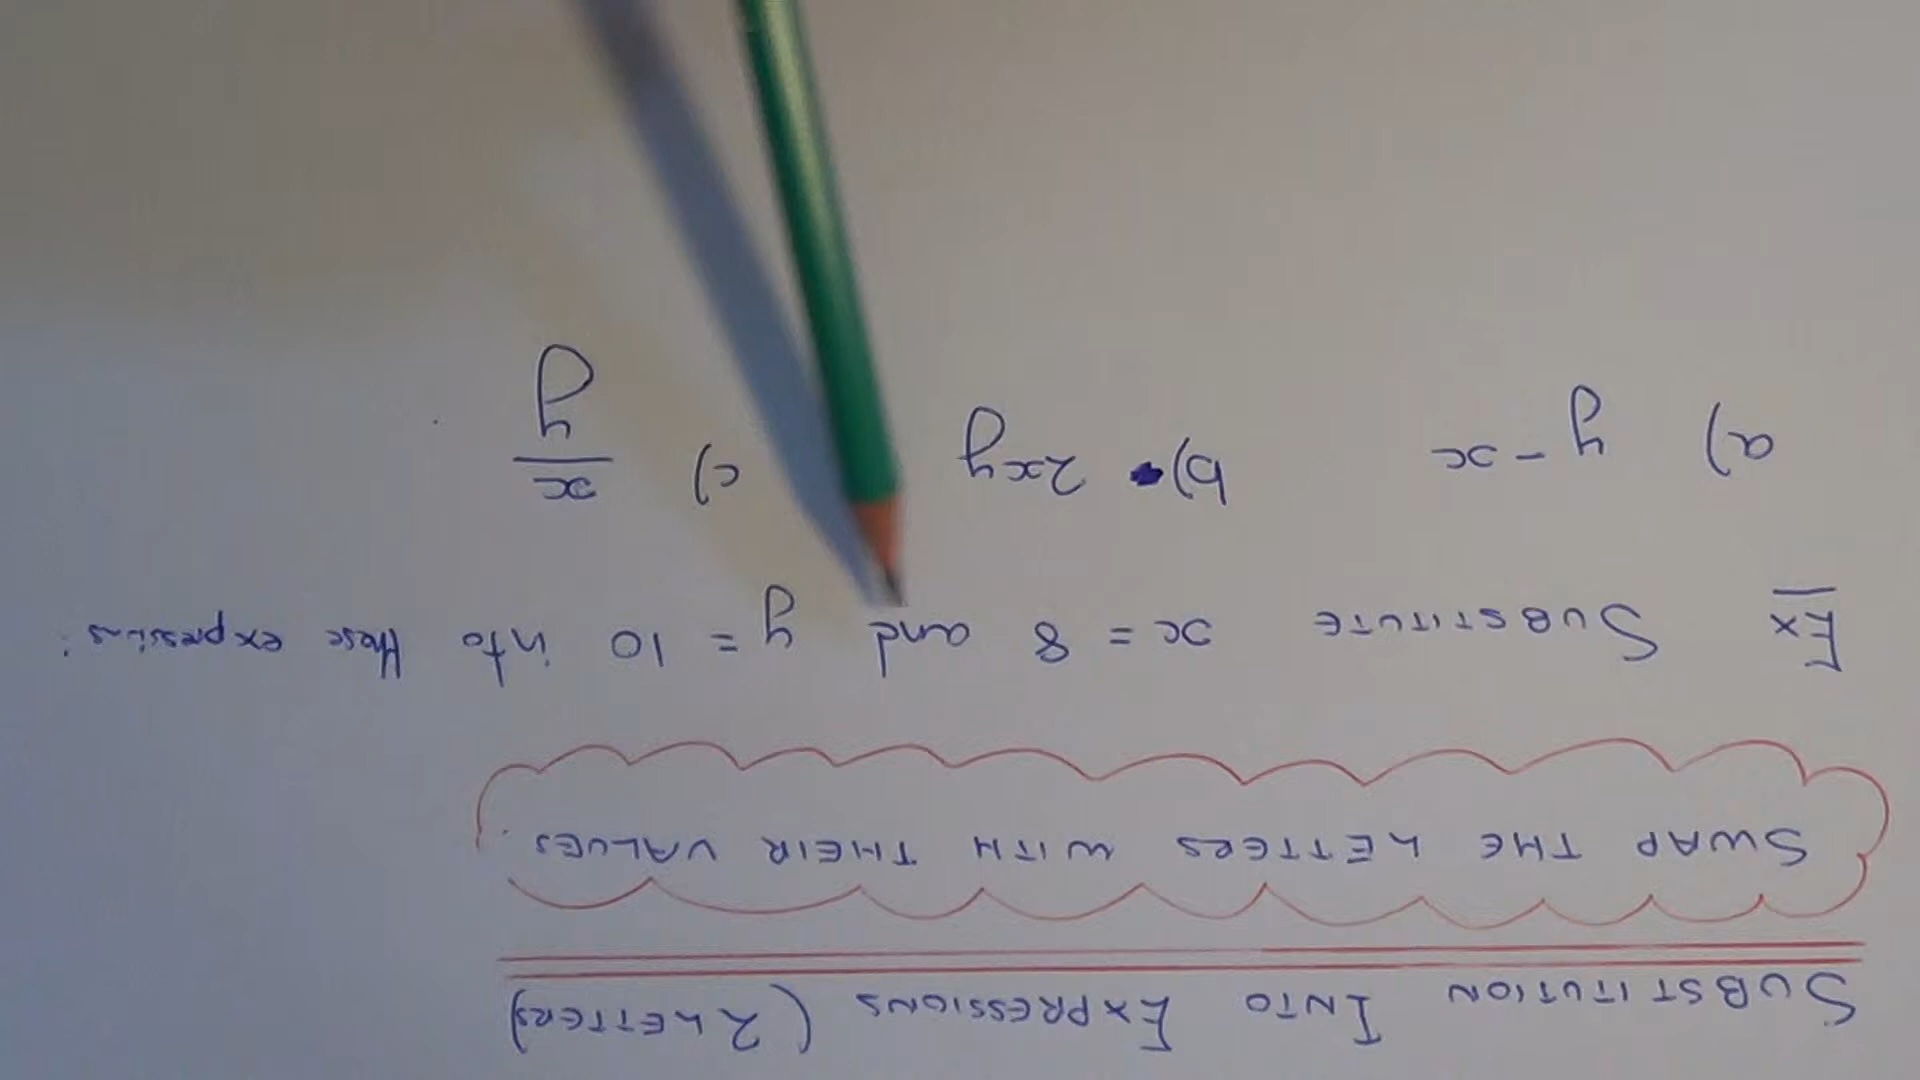 SUBSTITUTION INTO EXPRESSIONS (2 LETTERS)
SWAP THE LETTERS WITH THEIR VALUES.
Ex SUBSTITUTE x = 8 and y = 10 into these expressions:
a) y - x b) 2xy c) x/y